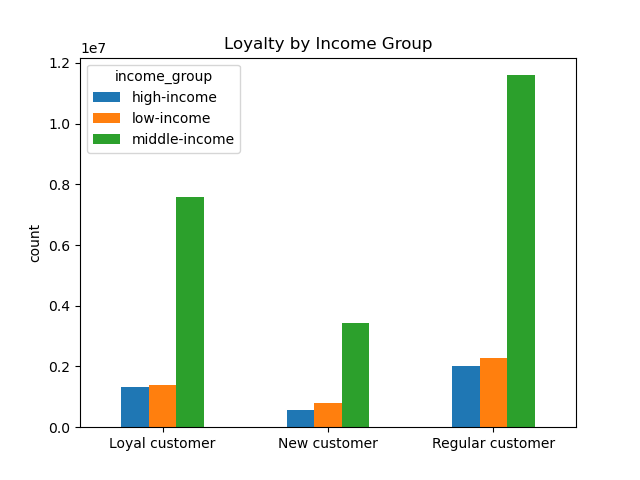 Loyalty by Income Group
1e7
income_group
high-income
low-income
middle-income
1.2
1.0
0.8
0.6
0.4
0.2
0.0
count
Loyal customer
New customer
Regular customer